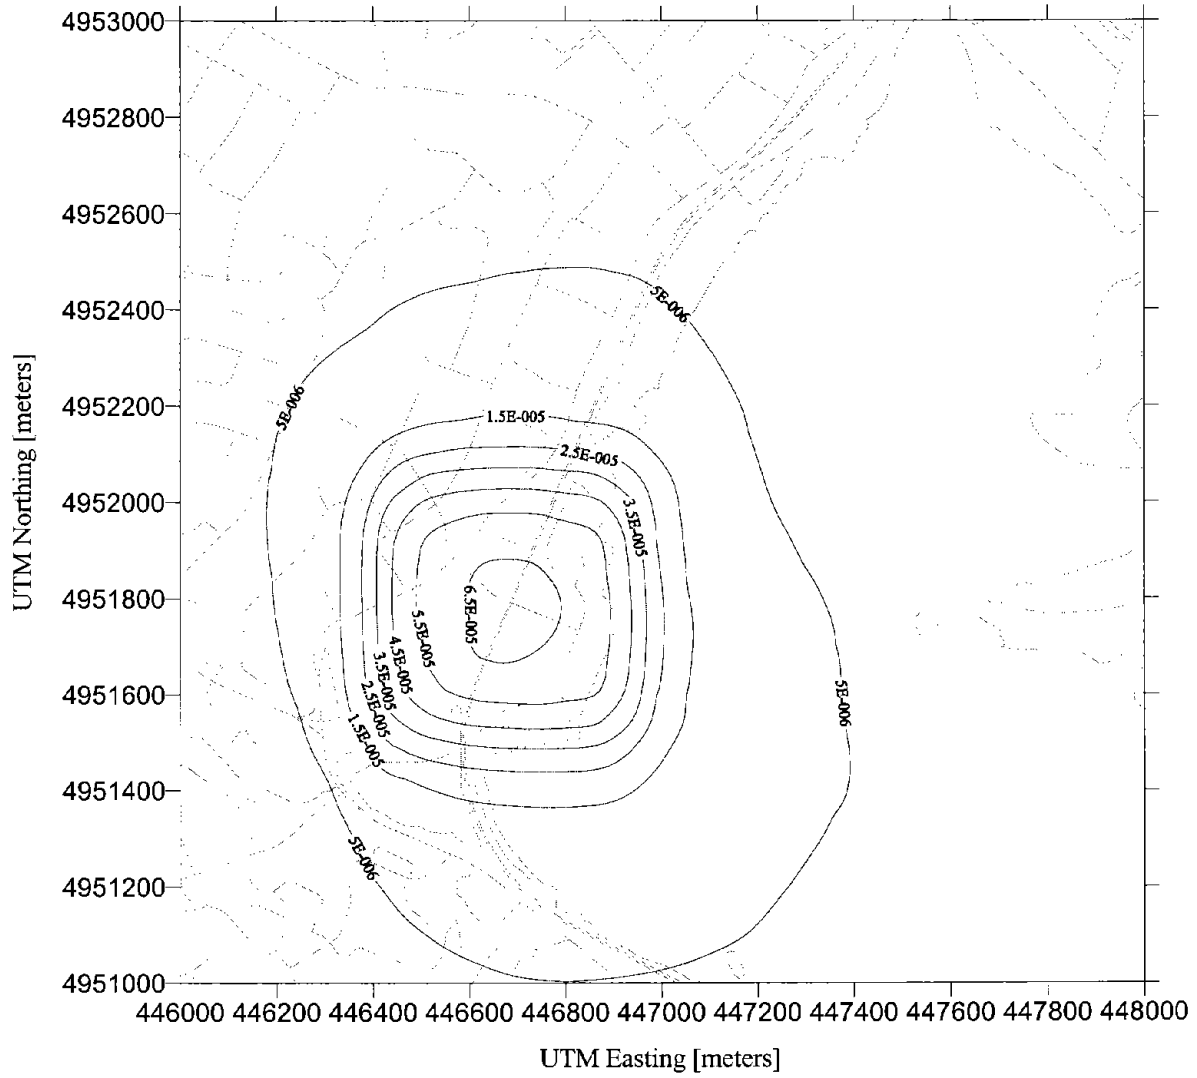 4953000
4952800
4952600
4952400
4952200
4952000
4951800
4951600
4951400
4951200
4951000
446000 446200 446400 446600 446800 447000 447200 447400 447600 447800 448000
UTM Northing [meters]
UTM Easting [meters]
5E-006
5E-006
1.5E-005
2.5E-005
3.5E-005
6.5E-005
5.5E-005
4.5E-005
3.5E-005
2.5E-005
1.5E-005
5E-006
5E-006